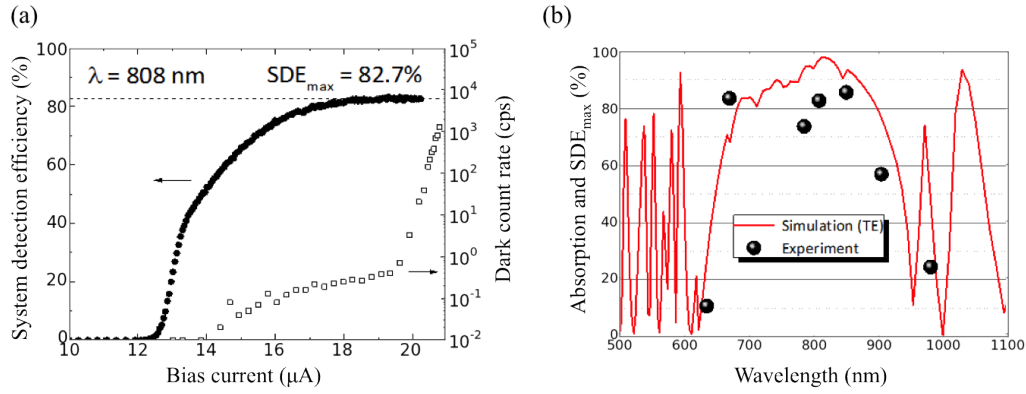 (a)
(b)
System detection efficiency (%)
100
80
60
40
20
0
λ = 808 nm
SDEmax = 82.7%
10^5
10^4
10^3
10^2
10^1
10^0
10^-1
10^-2
Dark count rate (cps)
10 12 14 16 18 20
Bias current (μA)
Absorption and SDEmax (%)
100
80
60
40
20
0
Simulation (TE)
Experiment
500 600 700 800 900 1000 1100
Wavelength (nm)